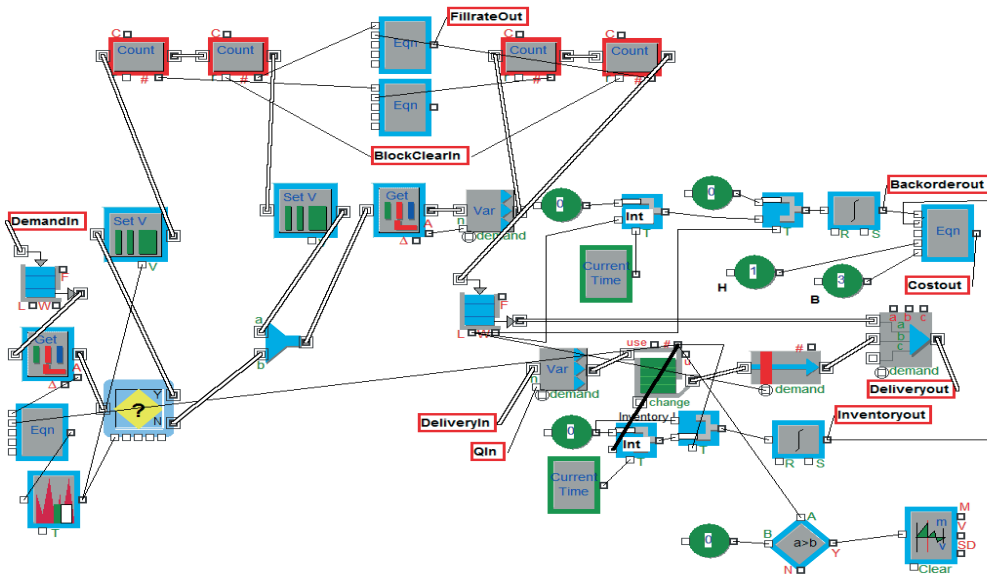 FillrateOut
C
C
C
C
Count
Count
Eqn
Count
Count
#
#
#
#
Eqn
BlockClearIn
DemandIn
Set V
V
Set V
V
Get
A
Δ
Var
n
demand
0
Int
T
Current
Time
0
T
∫
R S
Backorderout
Eqn
1
H
3
B
Costout
F
L W
Get
A
Δ
Eqn
T
?
Y
N
a
b
F
L W
use
#
u
change
Inventory
Var
n
demand
#
demand
a b c
a
b
c
demand
Deliveryout
DeliveryIn
QIn
0
Int
T
T
Current
Time
∫
R S
Inventoryout
0
A
B
a>b
Y
N
m
v
M
V
SD
Clear